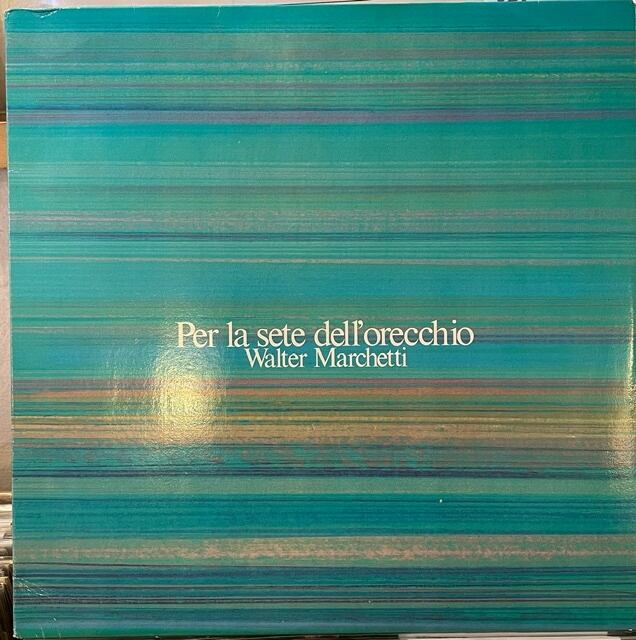 Per la sete dell'orecchio
Walter Marchetti